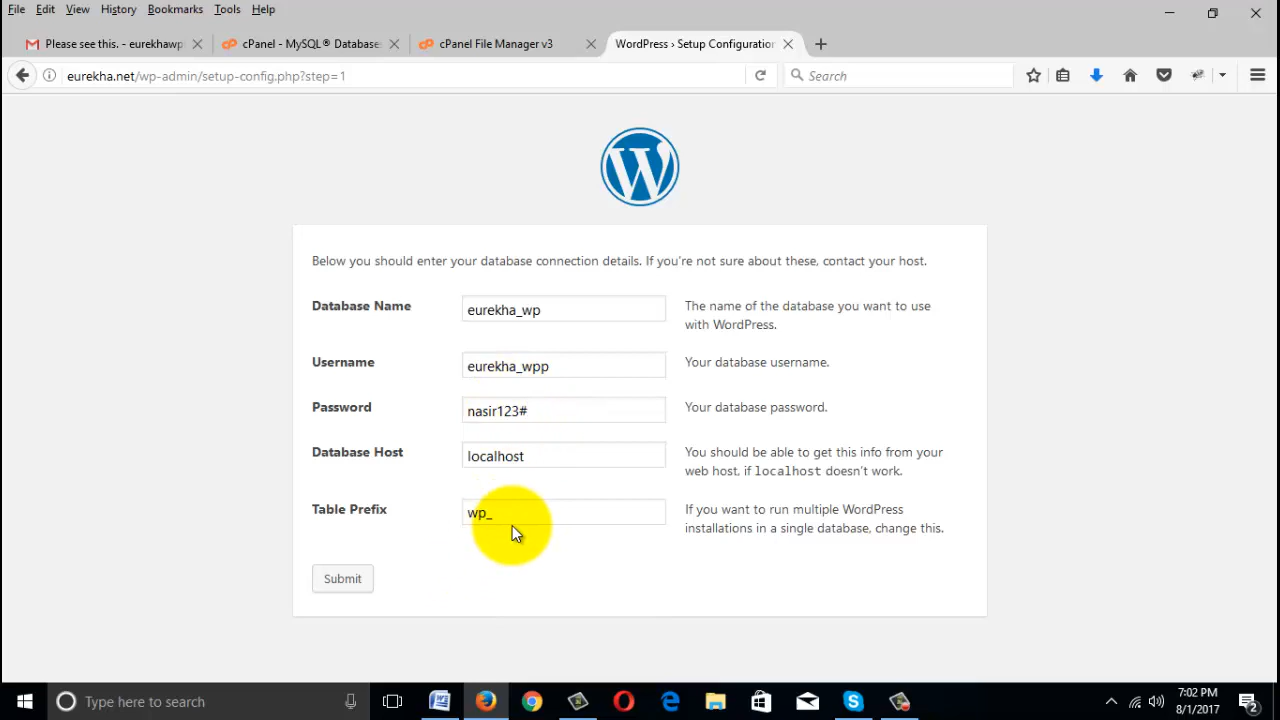 File Edit View History Bookmarks Tools Help
Please see this. - eurekhawp
cPanel - MySQL® Database
cPanel File Manager v3
WordPress › Setup Configuration
eurekha.net/wp-admin/setup-config.php?step=1
Search
W
Below you should enter your database connection details. If you're not sure about these, contact your host.
Database Name
eurekha_wp
The name of the database you want to use
with WordPress.
Username
eurekha_wpp
Your database username.
Password
nasir123#
Your database password.
Database Host
localhost
You should be able to get this info from your
web host, if localhost doesn't work.
Table Prefix
wp_
If you want to run multiple WordPress
installations in a single database, change this.
Submit
Type here to search
7:02 PM
8/1/2017
2